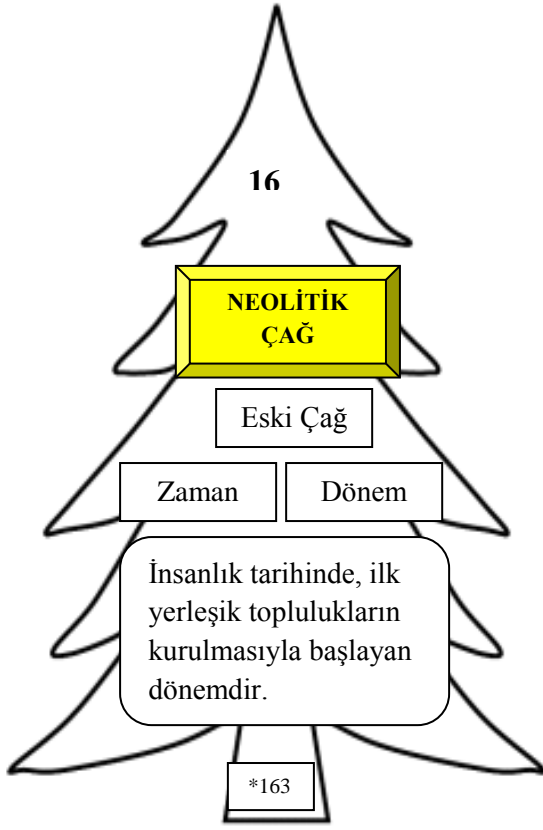 16
NEOLİTİK
ÇAĞ
Eski Çağ
Zaman Dönem
İnsanlık tarihinde, ilk
yerleşik toplulukların
kurulmasıyla başlayan
dönemdir.
*163